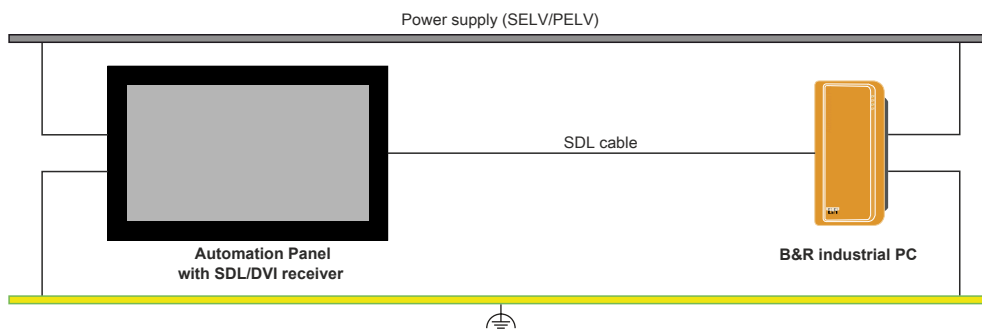 Power supply (SELV/PELV)
SDL cable
Automation Panel
with SDL/DVI receiver
B&R industrial PC